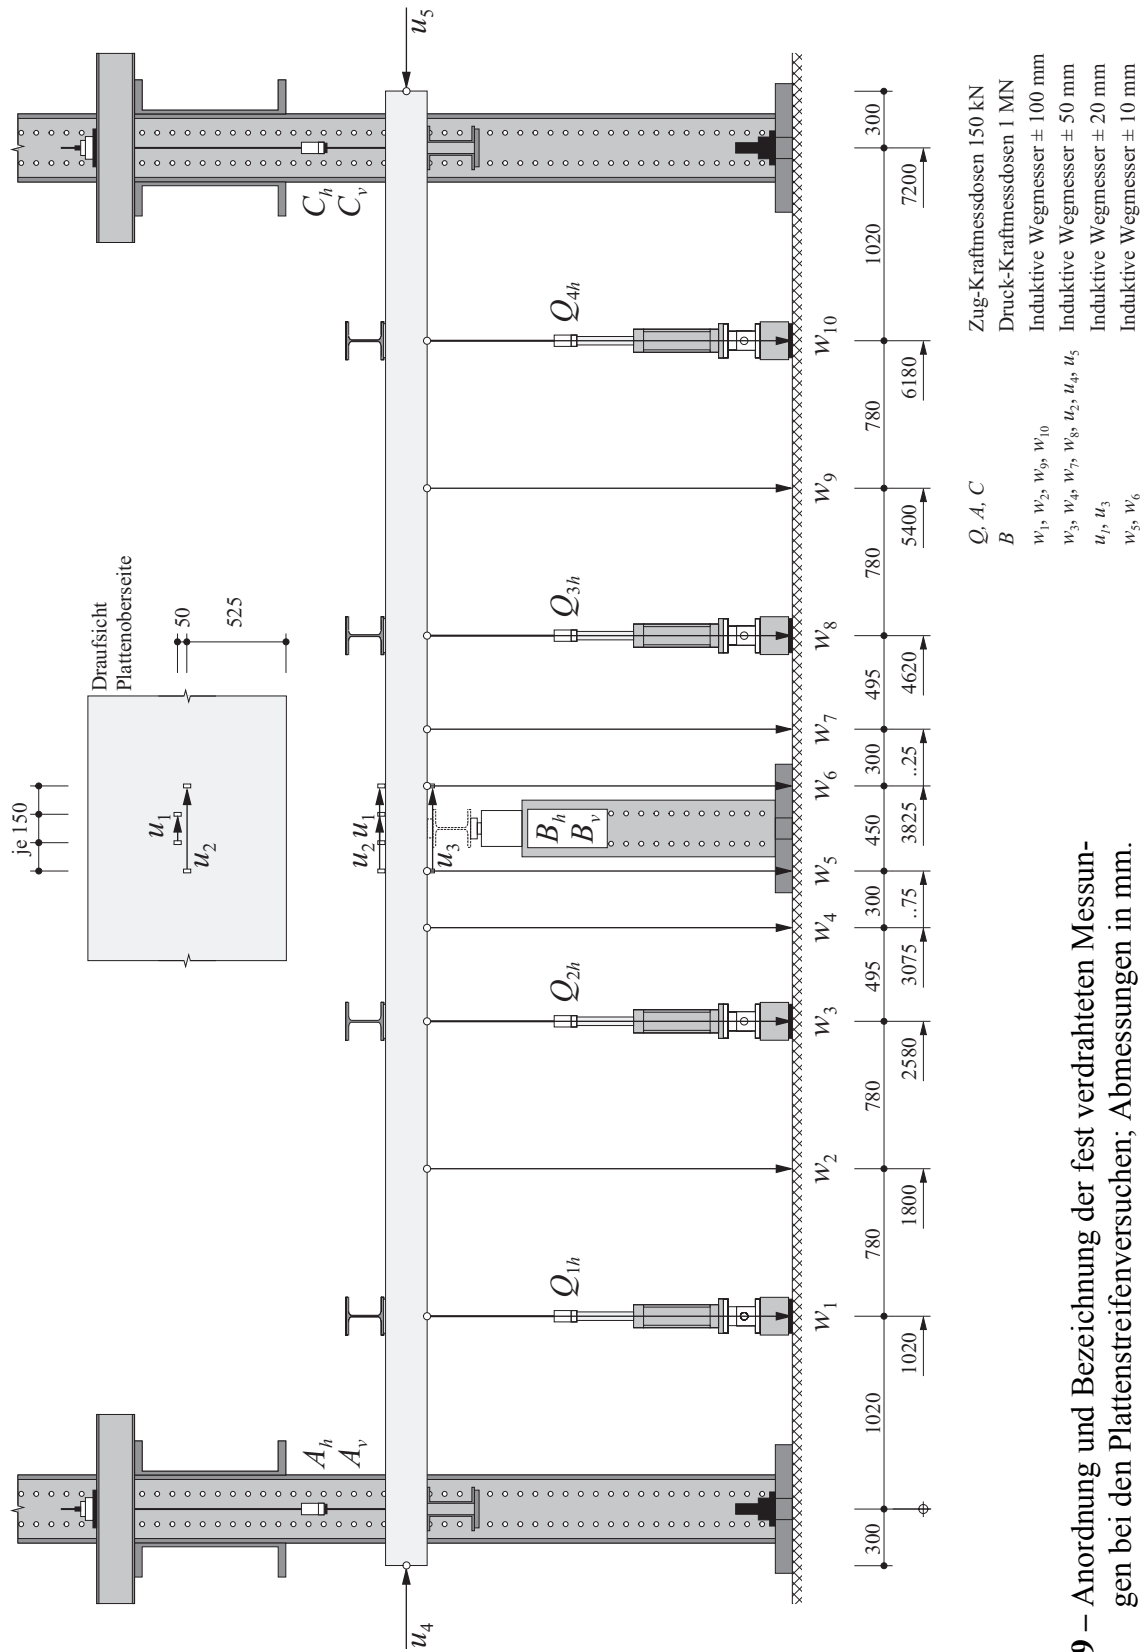 Draufsicht
Plattenoberseite
je 150
50
525
u1
u2
u2 u1
u3
u4
u5
Ah
Av
Bh
Bv
Ch
Cv
Q1h
Q2h
Q3h
Q4h
w1 w2 w3 w4 w5 w6 w7 w8 w9 w10
300 1020 780 780 495 300 450 300 495 780 780 1020 300
1020 1800 2580 3075 ..75 3825 ..25 4620 5400 6180 7200
Q, A, C Zug-Kraftmessdosen 150 kN
B Druck-Kraftmessdosen 1 MN
w1, w2, w9, w10 Induktive Wegmesser ± 100 mm
w3, w4, w7, w8, u2, u4, u5 Induktive Wegmesser ± 50 mm
u1, u3 Induktive Wegmesser ± 20 mm
w5, w6 Induktive Wegmesser ± 10 mm
9 – Anordnung und Bezeichnung der fest verdrahteten Messun-
gen bei den Plattenstreifenversuchen; Abmessungen in mm.